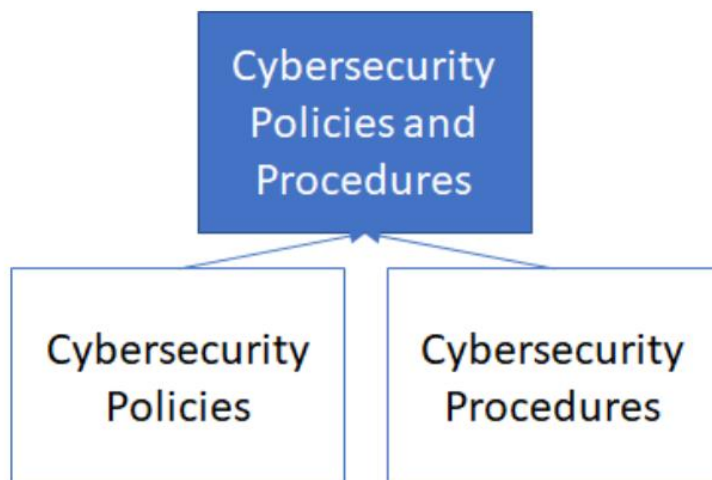 Cybersecurity
Policies and
Procedures
Cybersecurity
Policies
Cybersecurity
Procedures